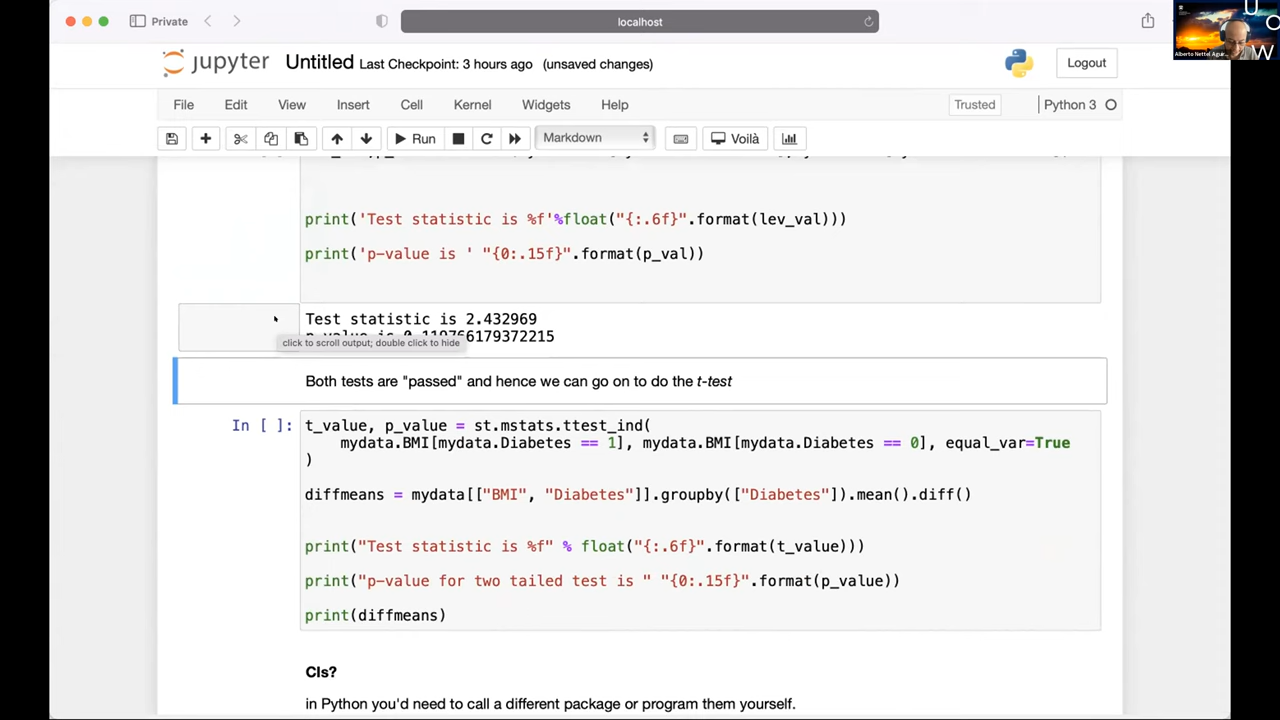 Private
localhost
UOW
Alberto Nettel Agui
jupyter Untitled Last Checkpoint: 3 hour ago (unsaved changes)
Logout
File Edit View Insert Cell Kernel Widgets Help
Trusted
Python 3
Run
Markdown
Voilà
print('Test statistic is %f'%float("{:.6f}".format(lev_val)))
print('p-value is ' "{0:.15f}".format(p_val))
Test statistic is 2.432969
click to scroll output; double click to hide
Both tests are "passed" and hence we can go on to do the t-test
In [ ]:
t_value, p_value = st.mstats.ttest_ind(
mydata.BMI[mydata.Diabetes == 1], mydata.BMI[mydata.Diabetes == 0], equal_var=True
)
diffmeans = mydata[["BMI", "Diabetes"]].groupby(["Diabetes"]).mean().diff()
print("Test statistic is %f" % float("{:.6f}".format(t_value)))
print("p-value for two tailed test is " "{0:.15f}".format(p_value))
print(diffmeans)
CIs?
in Python you'd need to call a different package or program them yourself.